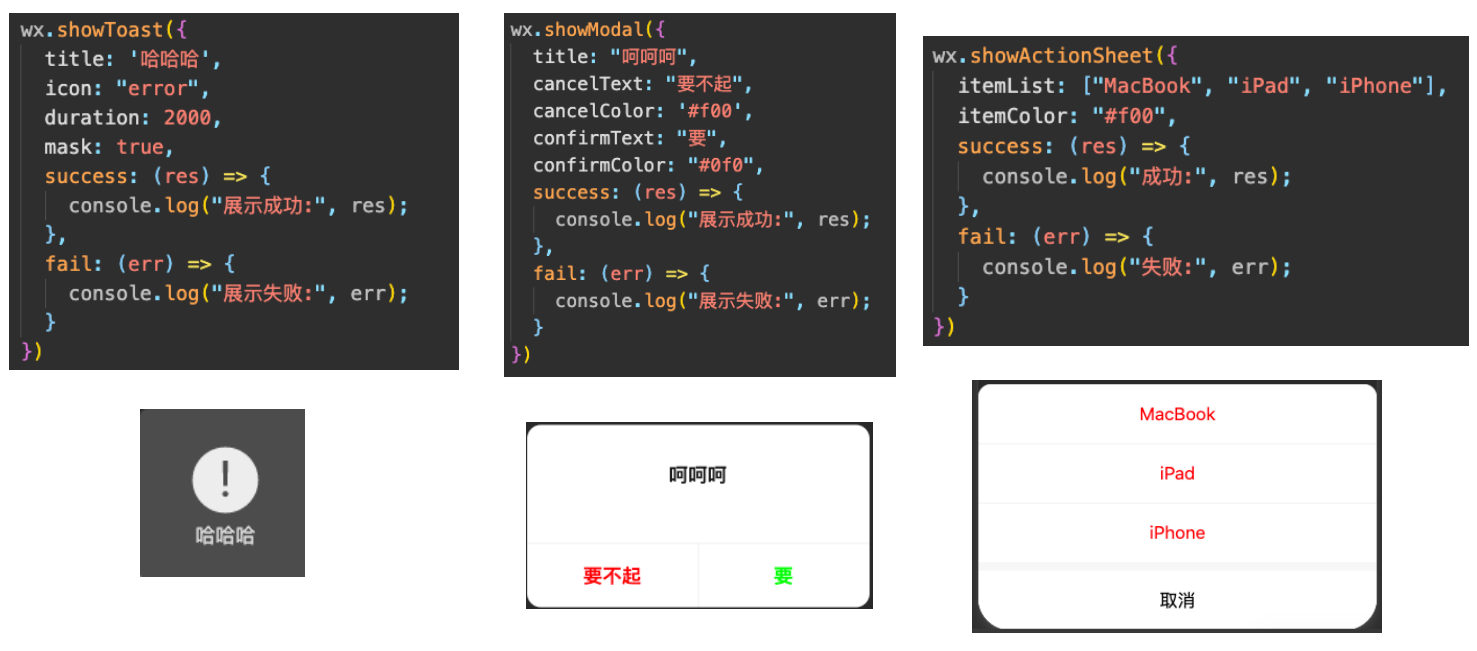 wx.showToast({
  title: '哈哈哈',
  icon: "error",
  duration: 2000,
  mask: true,
  success: (res) => {
    console.log("展示成功:", res);
  },
  fail: (err) => {
    console.log("展示失败:", err);
  }
})
哈哈哈
wx.showModal({
  title: "呵呵呵",
  cancelText: "要不起",
  cancelColor: '#f00',
  confirmText: "要",
  confirmColor: "#0f0",
  success: (res) => {
    console.log("展示成功:", res);
  },
  fail: (err) => {
    console.log("展示失败:", err);
  }
})
呵呵呵
要不起 要
wx.showActionSheet({
  itemList: ["MacBook", "iPad", "iPhone"],
  itemColor: "#f00",
  success: (res) => {
    console.log("成功:", res);
  },
  fail: (err) => {
    console.log("失败:", err);
  }
})
MacBook
iPad
iPhone
取消